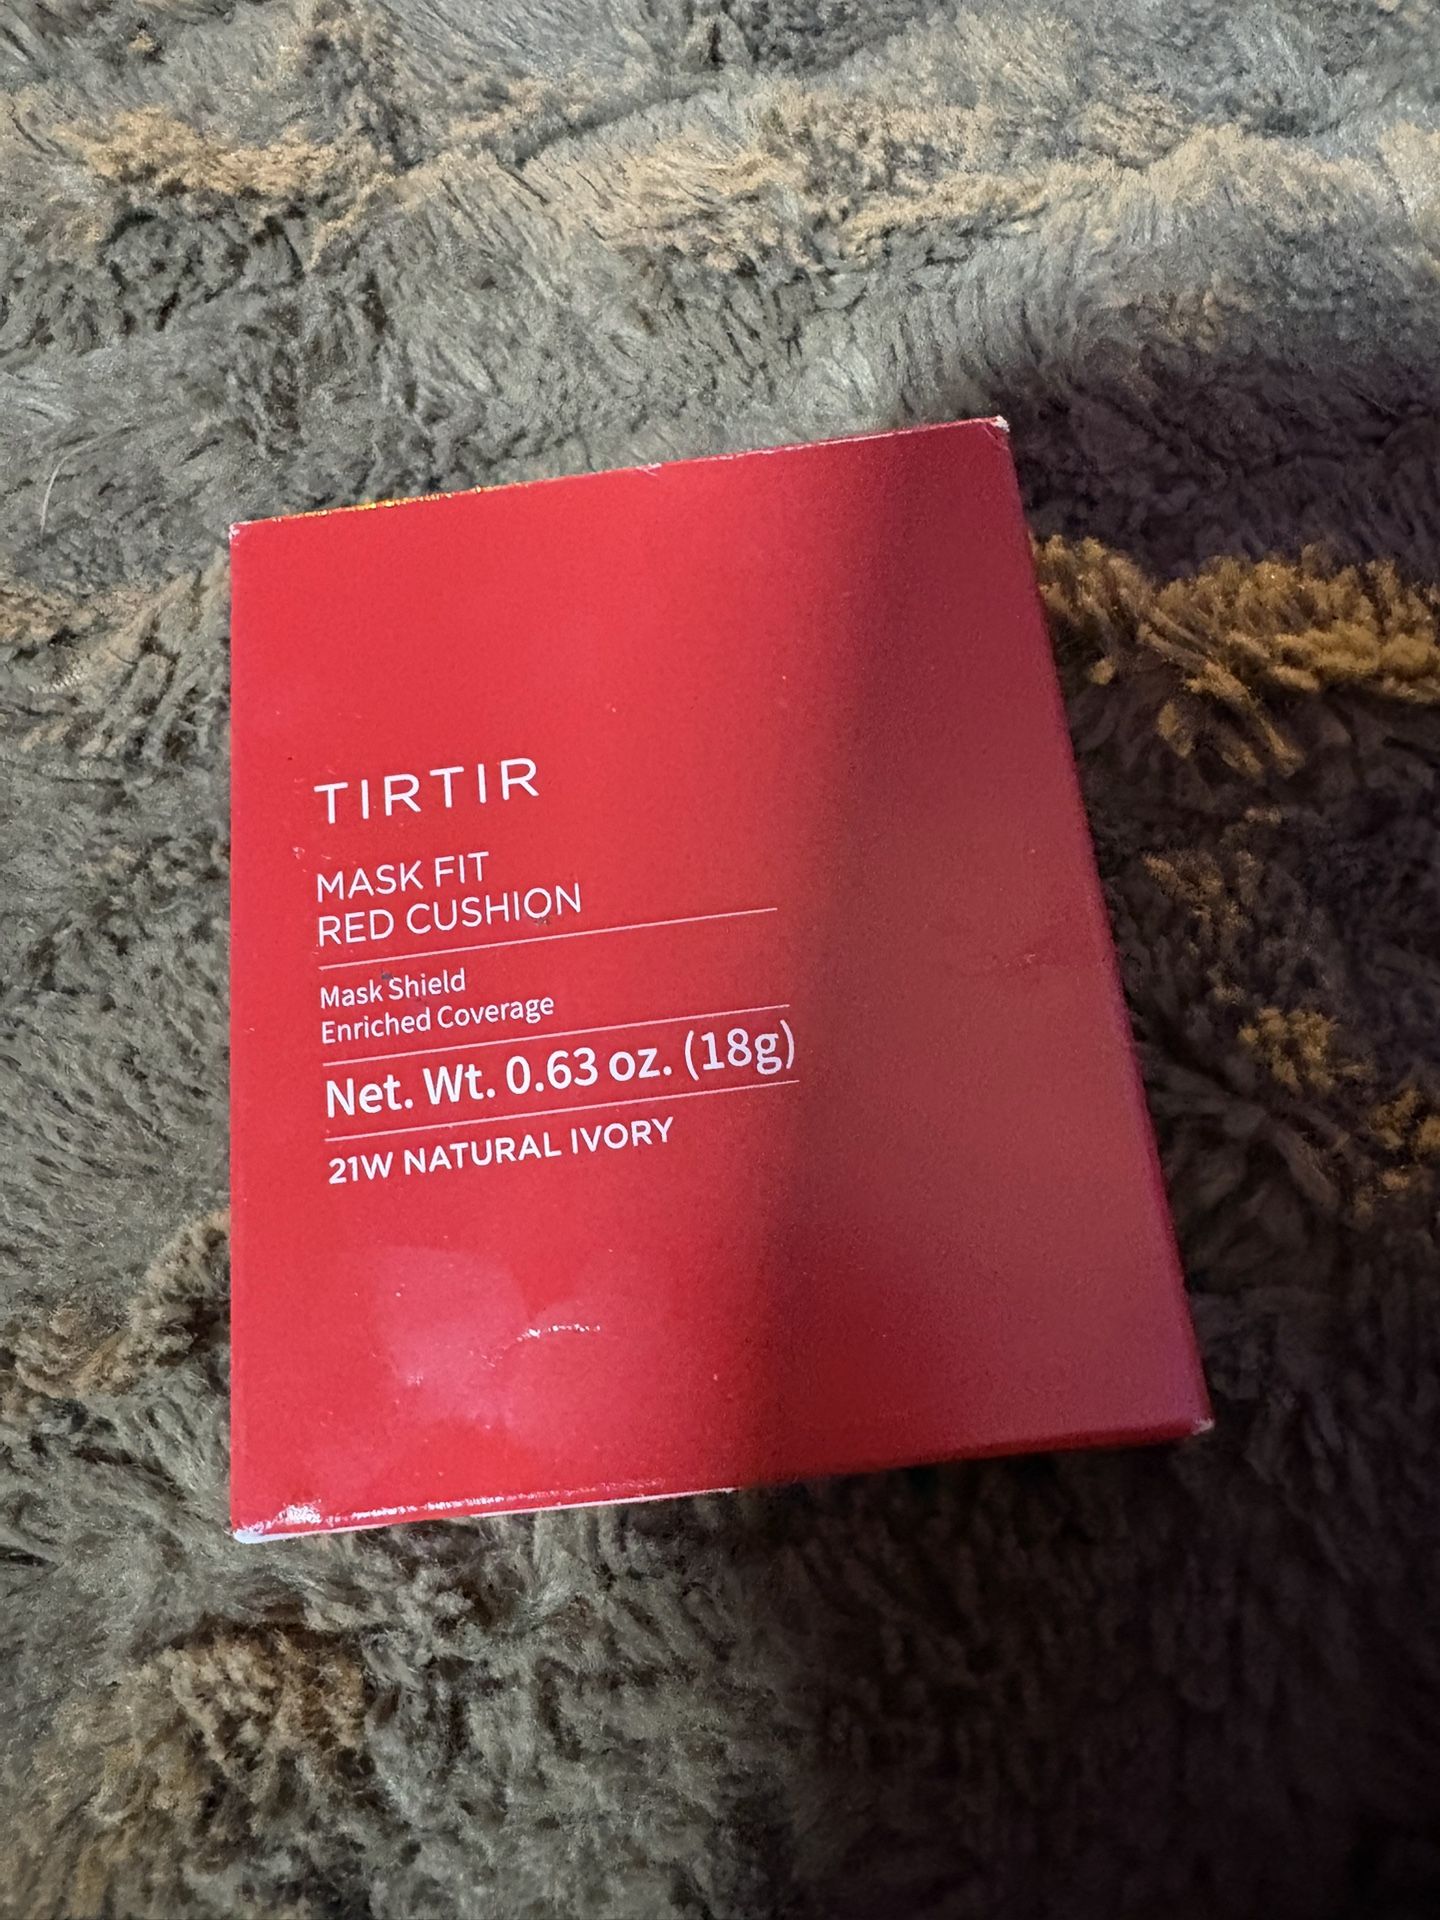 TIRTIR
MASK FIT
RED CUSHION
Mask Shield
Enriched Coverage
Net. Wt. 0.63 oz. (18g)
21W NATURAL IVORY